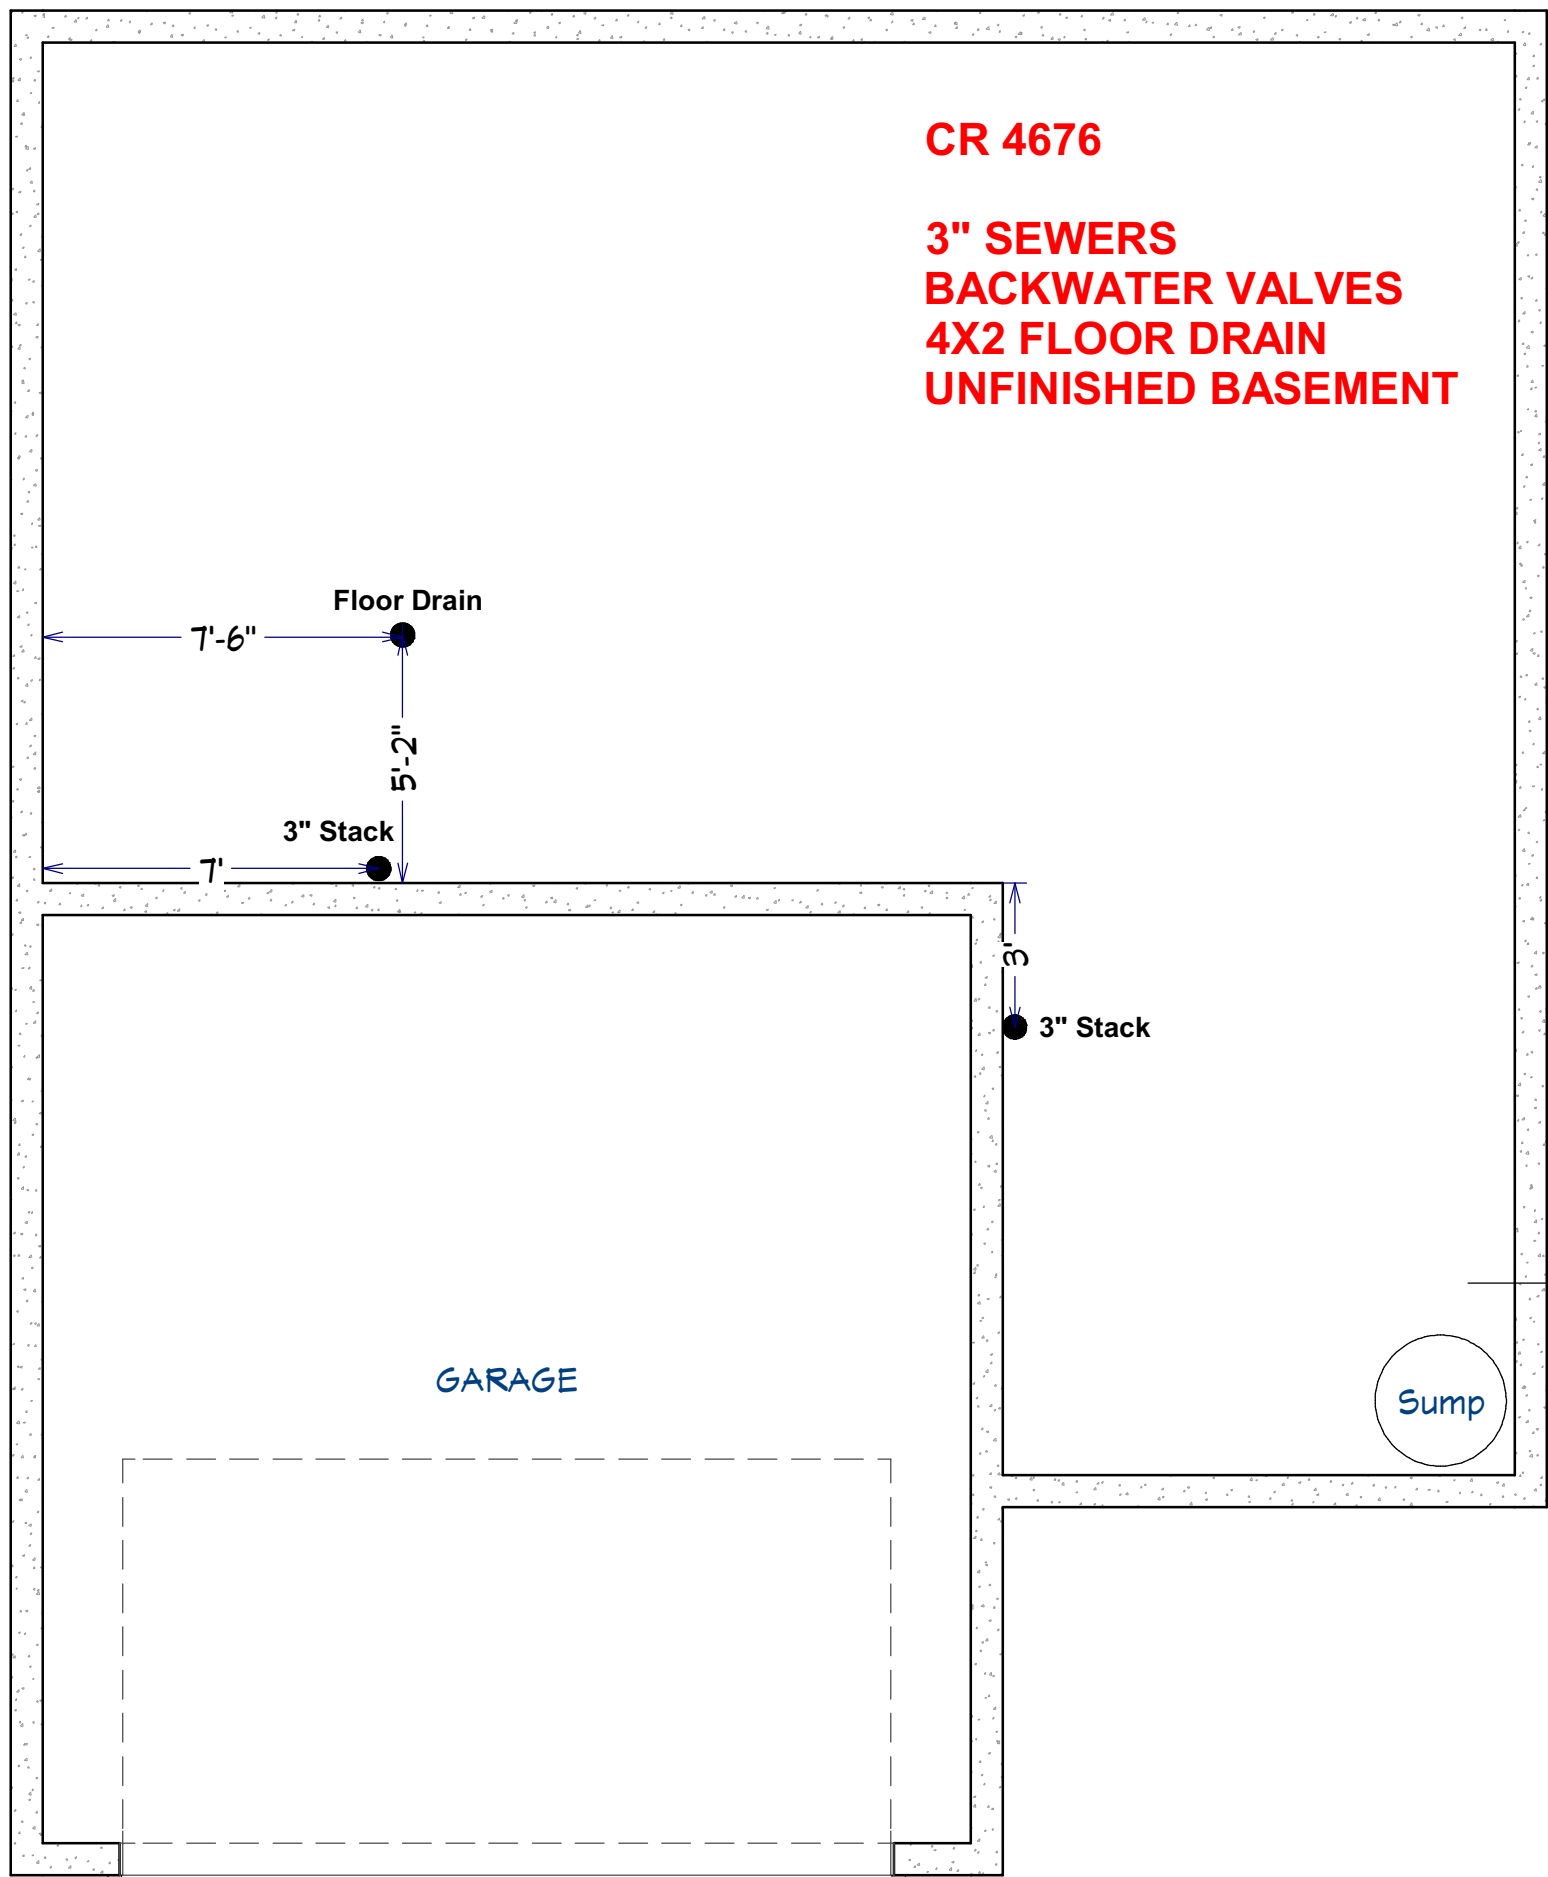 CR 4676
3" SEWERS
BACKWATER VALVES
4X2 FLOOR DRAIN
UNFINISHED BASEMENT
Floor Drain
7'-6"
5'-2"
3" Stack
7'
3'
3" Stack
GARAGE
Sump